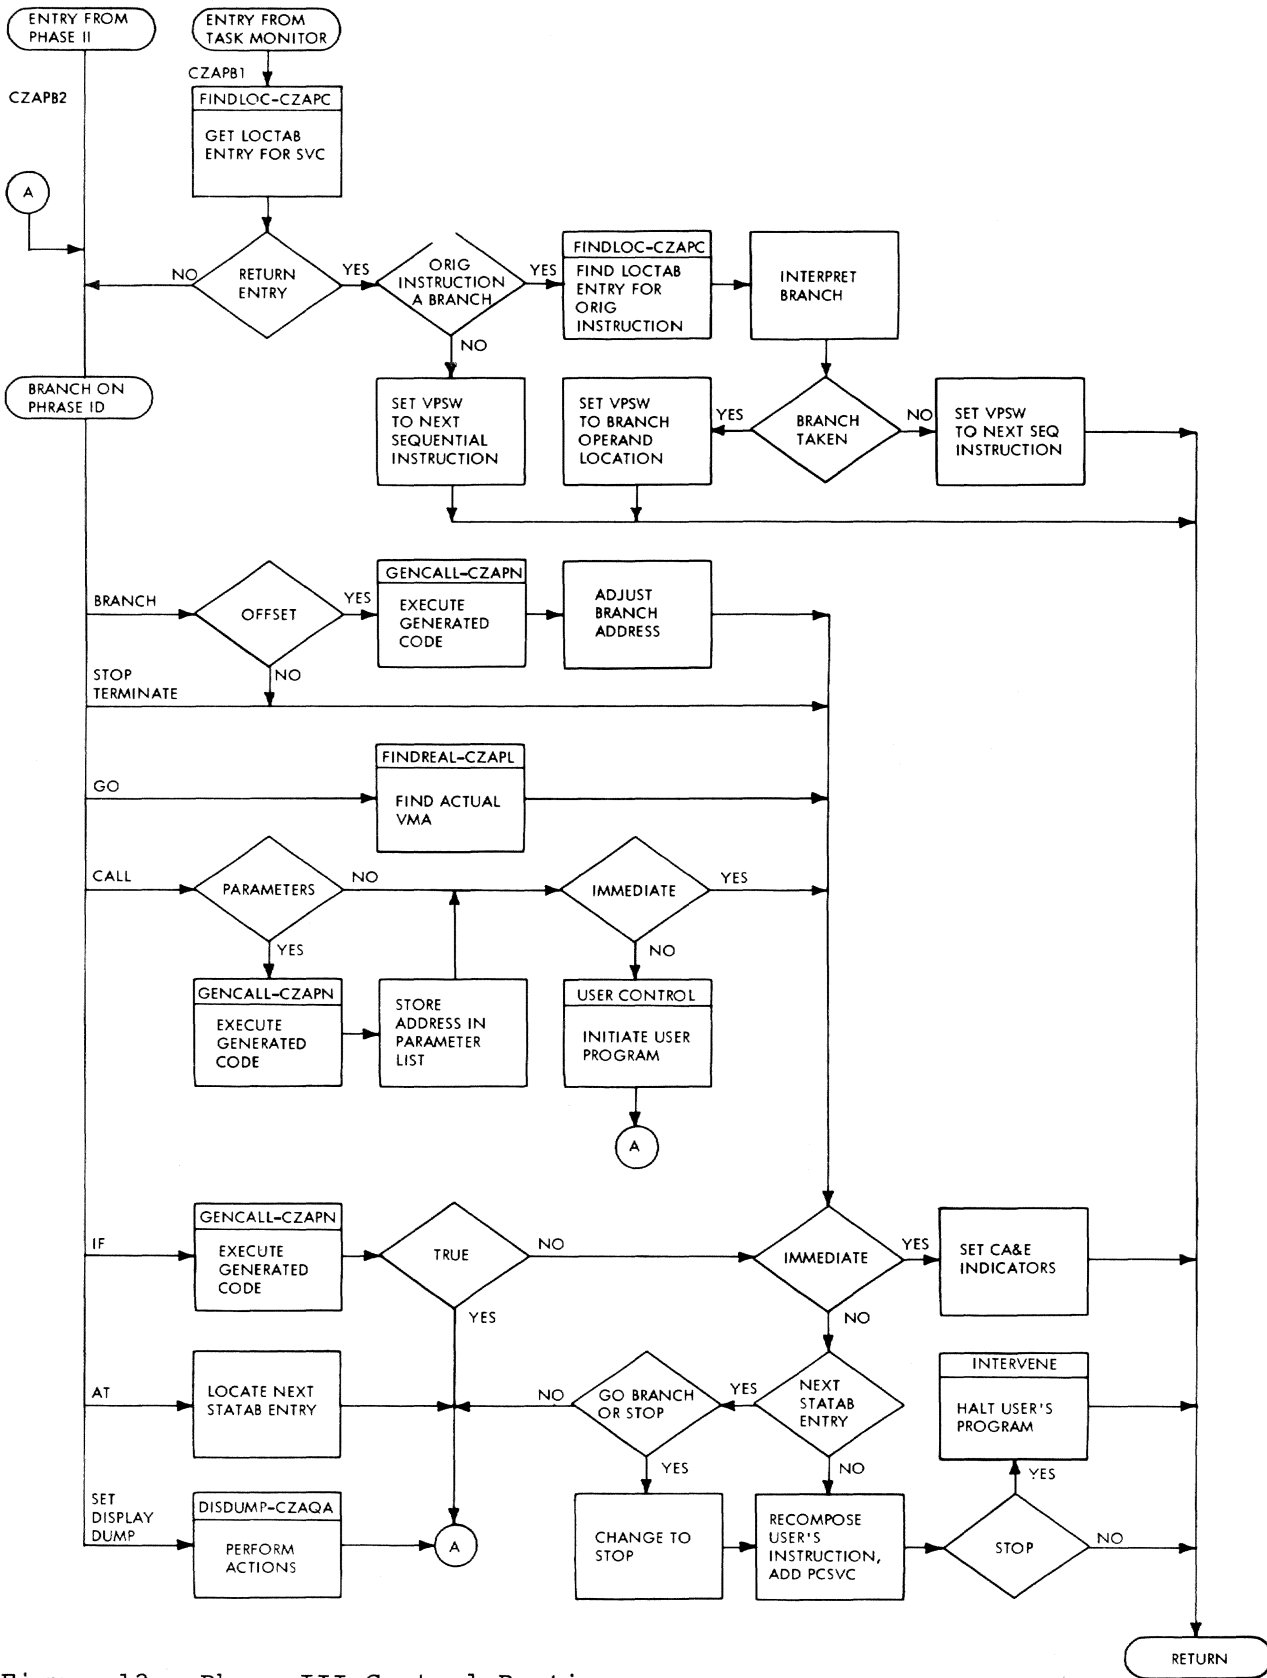 ENTRY FROM
PHASE II
ENTRY FROM
TASK MONITOR
CZAPB1
CZAPB2
FINDLOC-CZAPC
GET LOCTAB
ENTRY FOR SVC
A
NO
RETURN
ENTRY
YES
ORIG
INSTRUCTION
A BRANCH
YES
FINDLOC-CZAPC
FIND LOCTAB
ENTRY FOR
ORIG
INSTRUCTION
INTERPRET
BRANCH
NO
BRANCH ON
PHRASE ID
SET VPSW
TO NEXT
SEQUENTIAL
INSTRUCTION
SET VPSW
TO BRANCH
OPERAND
LOCATION
YES
BRANCH
TAKEN
NO
SET VPSW
TO NEXT SEQ
INSTRUCTION
BRANCH
OFFSET
YES
GENCALL-CZAPN
EXECUTE
GENERATED
CODE
ADJUST
BRANCH
ADDRESS
NO
STOP
TERMINATE
GO
FINDREAL-CZAPL
FIND ACTUAL
VMA
CALL
PARAMETERS
NO
IMMEDIATE
YES
YES
NO
GENCALL-CZAPN
EXECUTE
GENERATED
CODE
STORE
ADDRESS IN
PARAMETER
LIST
USER CONTROL
INITIATE USER
PROGRAM
A
IF
GENCALL-CZAPN
EXECUTE
GENERATED
CODE
TRUE
NO
IMMEDIATE
YES
SET CA&E
INDICATORS
YES
NO
AT
LOCATE NEXT
STATAB ENTRY
NO
GO BRANCH
OR STOP
YES
NEXT
STATAB
ENTRY
INTERVENE
HALT USER'S
PROGRAM
YES
NO
YES
SET
DISPLAY
DUMP
DISDUMP-CZAQA
PERFORM
ACTIONS
A
CHANGE TO
STOP
RECOMPOSE
USER'S
INSTRUCTION,
ADD PCSVC
STOP
NO
RETURN